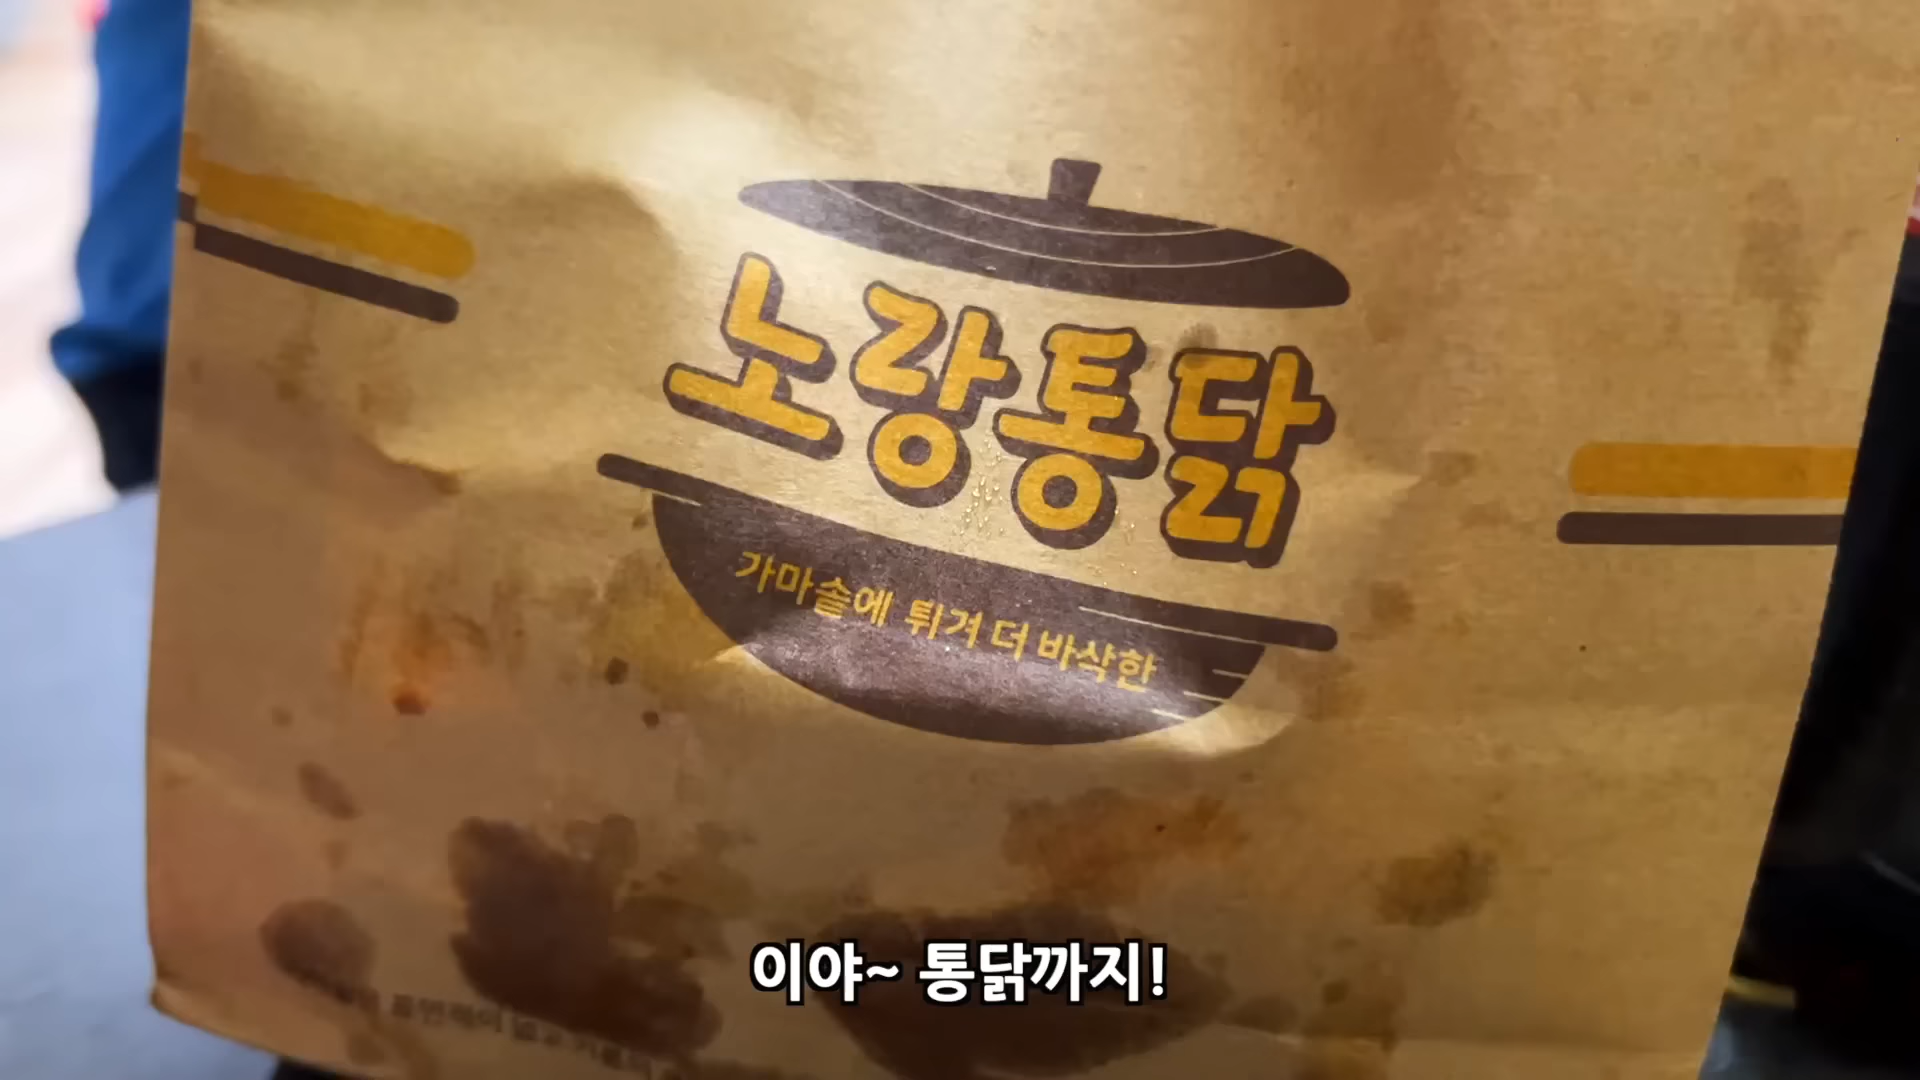 노랑통닭
가마솥에 튀겨 더 바삭한
이야~ 통닭까지!